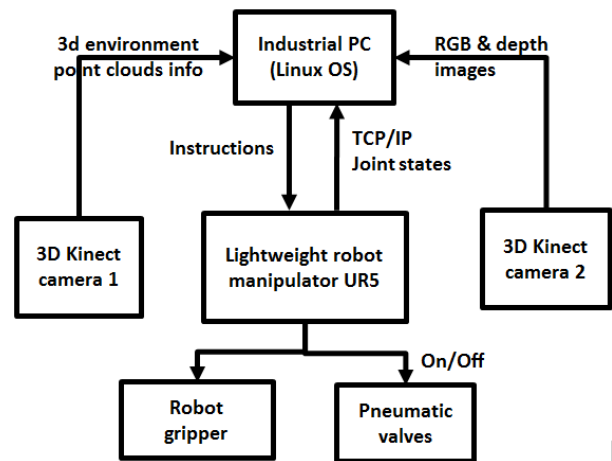 3d environment
point clouds info
Industrial PC
(Linux OS)
RGB & depth
images
Instructions
TCP/IP
Joint states
3D Kinect
camera 1
Lightweight robot
manipulator UR5
3D Kinect
camera 2
On/Off
Robot
gripper
Pneumatic
valves